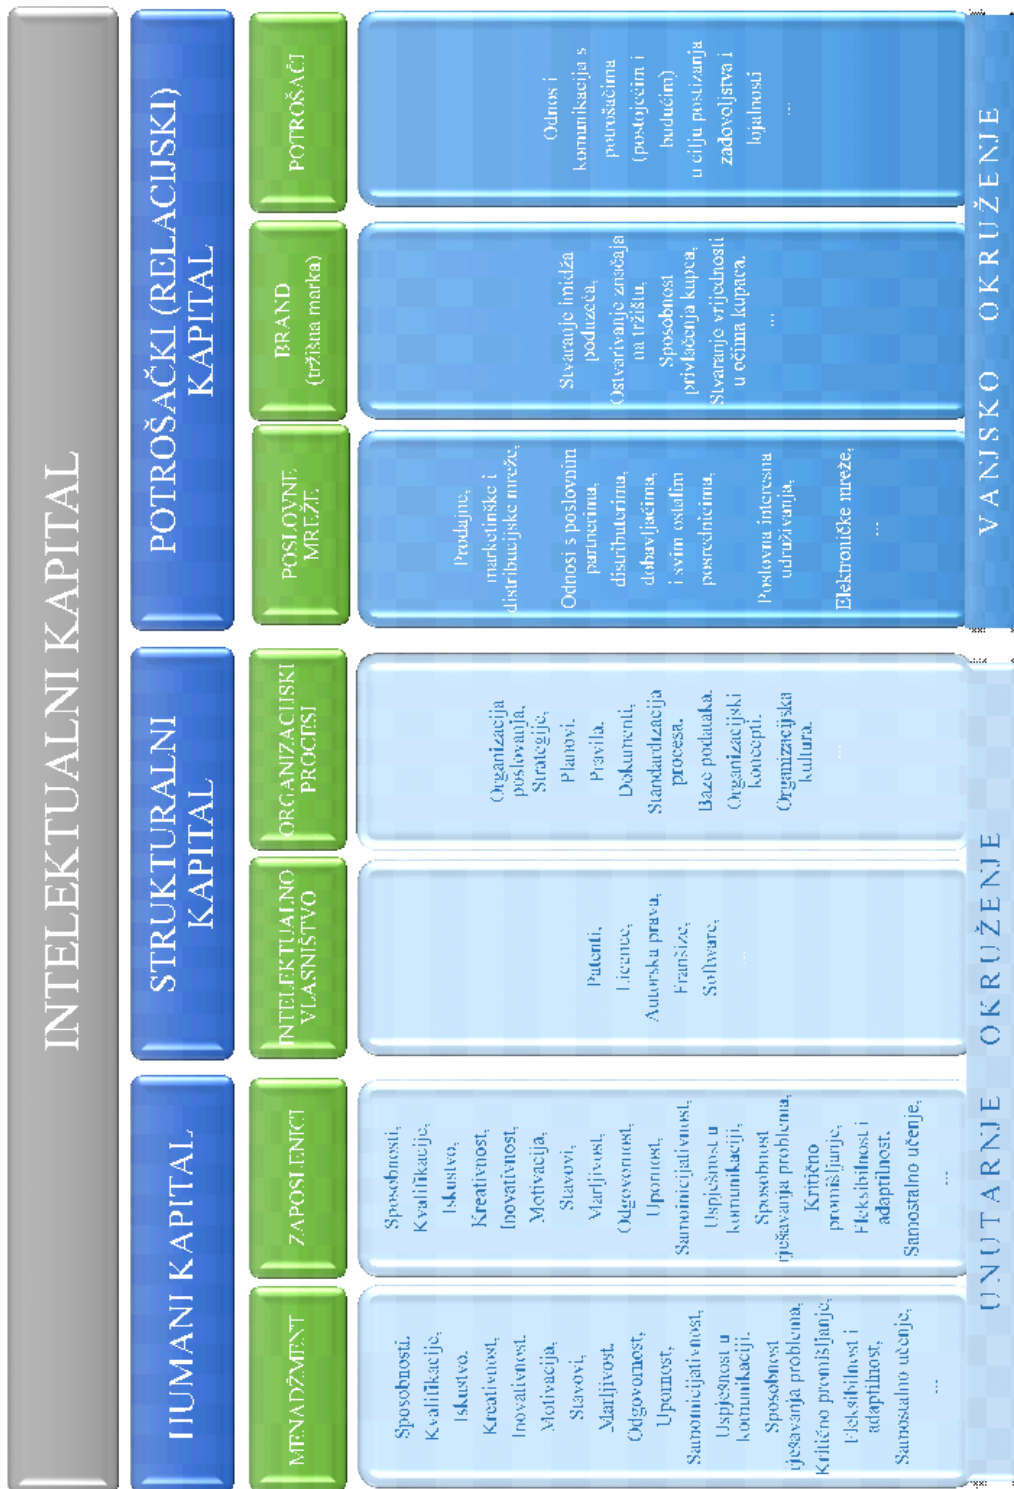 INTELEKTUALNI KAPITAL
HUMANI KAPITAL
STRUKTURALNI
KAPITAL
POTROŠAČKI (RELACIJSKI)
KAPITAL
MENADŽMENT
ZAPOSLENICI
INTELEKTUALNO
VLASNIŠTVO
ORGANIZACIJSKI
PROCESI
POSLOVNE
MREŽE
BRAND
(tržišna marka)
POTROŠAČI
Sposobnosti,
Kvalifikacije,
Iskustvo,
Kreativnost,
Inovativnost,
Motivacija,
Stavovi,
Marljivost,
Odgovornost,
Upornost,
Samoinicijativnost,
Uspješnost u
komunikaciji,
Sposobnost
rješavanja problema,
Kritično promišljanje,
Fleksibilnost i
adaptilnost,
Samostalno učenje,
...
Sposobnosti,
Kvalifikacije,
Iskustvo,
Kreativnost,
Inovativnost,
Motivacija,
Stavovi,
Marljivost,
Odgovornost,
Upornost,
Samoinicijativnost,
Uspješnost u
komunikaciji,
Sposobnost
rješavanja problema,
Kritično
promišljanje,
Fleksibilnost i
adaptilnost,
Samostalno učenje,
...
Patenti,
Licence,
Autorska prava,
Franšize,
Software,
...
Organizacija
poslovanja,
Strategije,
Planovi,
Pravila,
Dokumenti,
Standardizacija
procesa,
Baze podataka,
Organizacijski
koncepti,
Organizacijska
kultura,
...
Prodajne,
marketinške i
distribucijske mreže,
Odnosi s poslovnim
partnerima,
distributerima,
dobavljačima,
i svim ostalim
posrednicima,
Poslovna interesna
udruživanja,
Elektroničke mreže,
...
Stvaranje imidža
poduzeća,
Ostvarivanje značaja
na tržištu,
Sposobnost
privlačenja kupca,
Stvaranje vrijednosti
u očima kupaca,
...
Odnos i
komunikacija s
potrošačima
(postojećim i
budućim)
u cilju postizanja
zadovoljstva i
lojalnosti
...
UNUTARNJE OKRUŽENJE
VANJSKO OKRUŽENJE